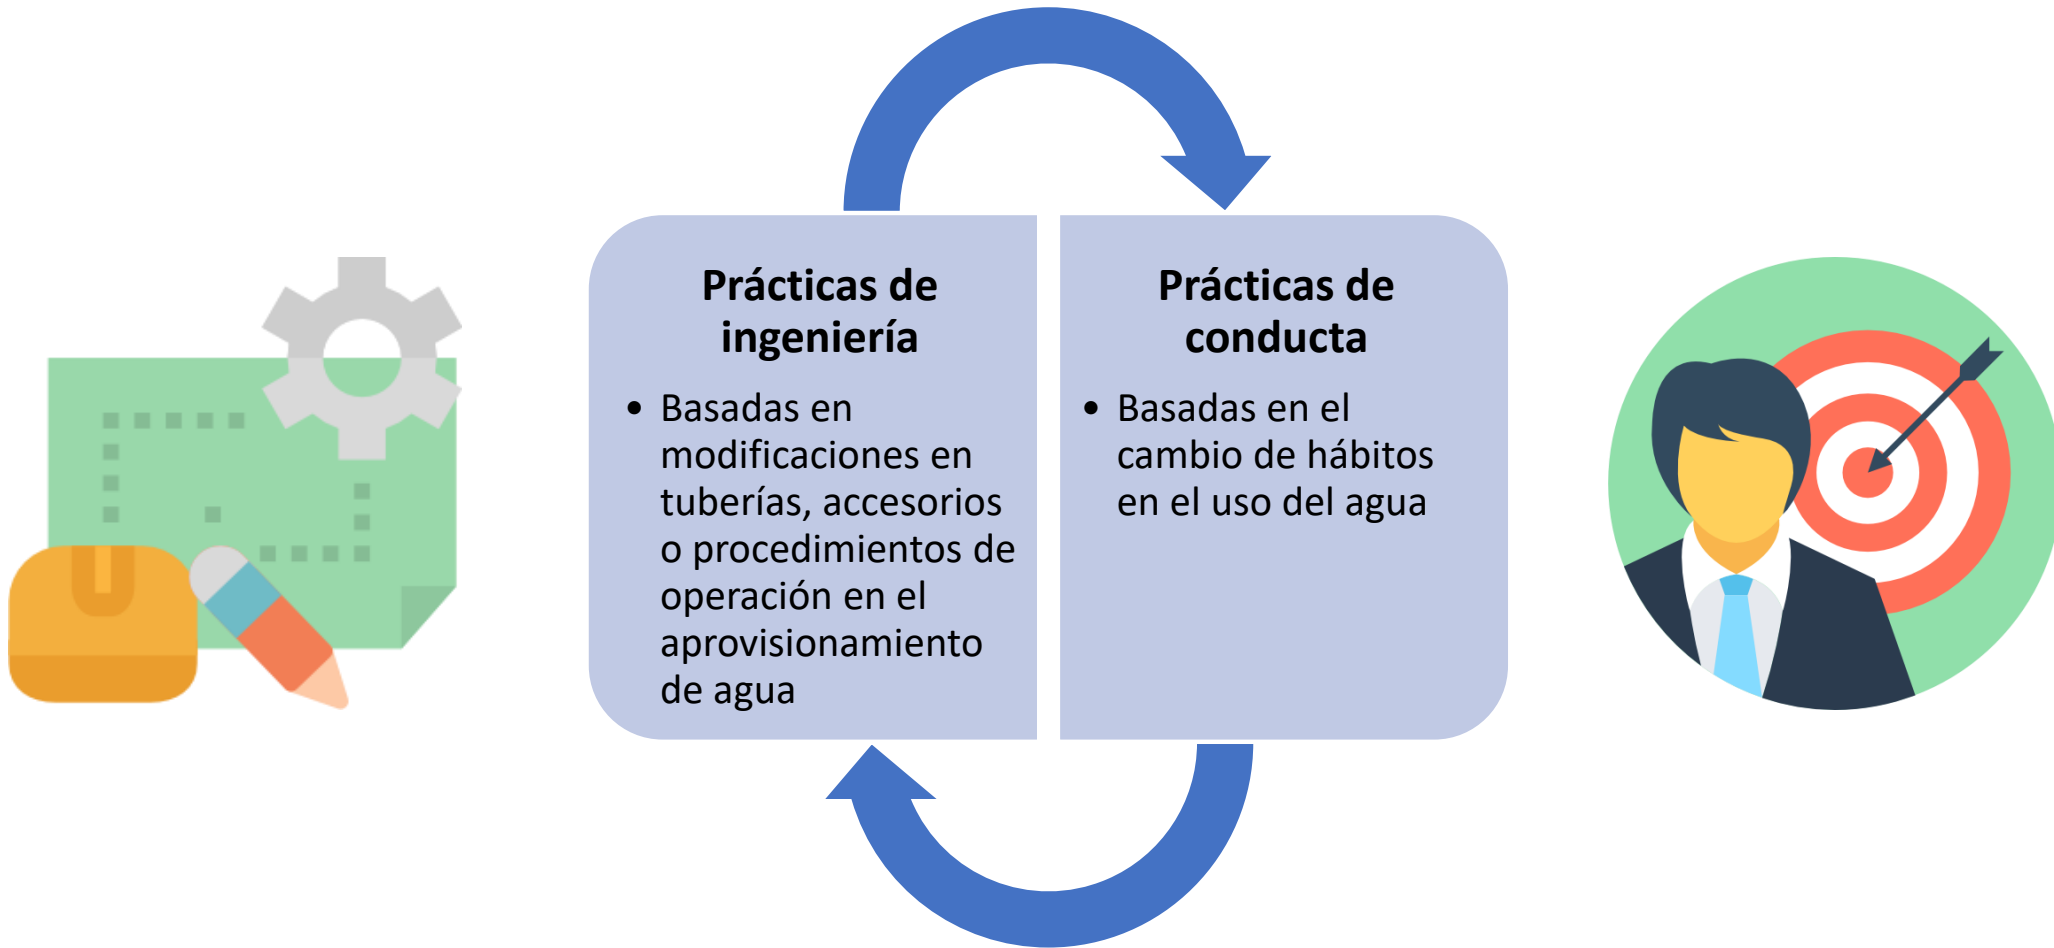 Prácticas de
ingeniería
• Basadas en
modificaciones en
tuberías, accesorios
o procedimientos de
operación en el
aprovisionamiento
de agua
Prácticas de
conducta
• Basadas en el
cambio de hábitos
en el uso del agua